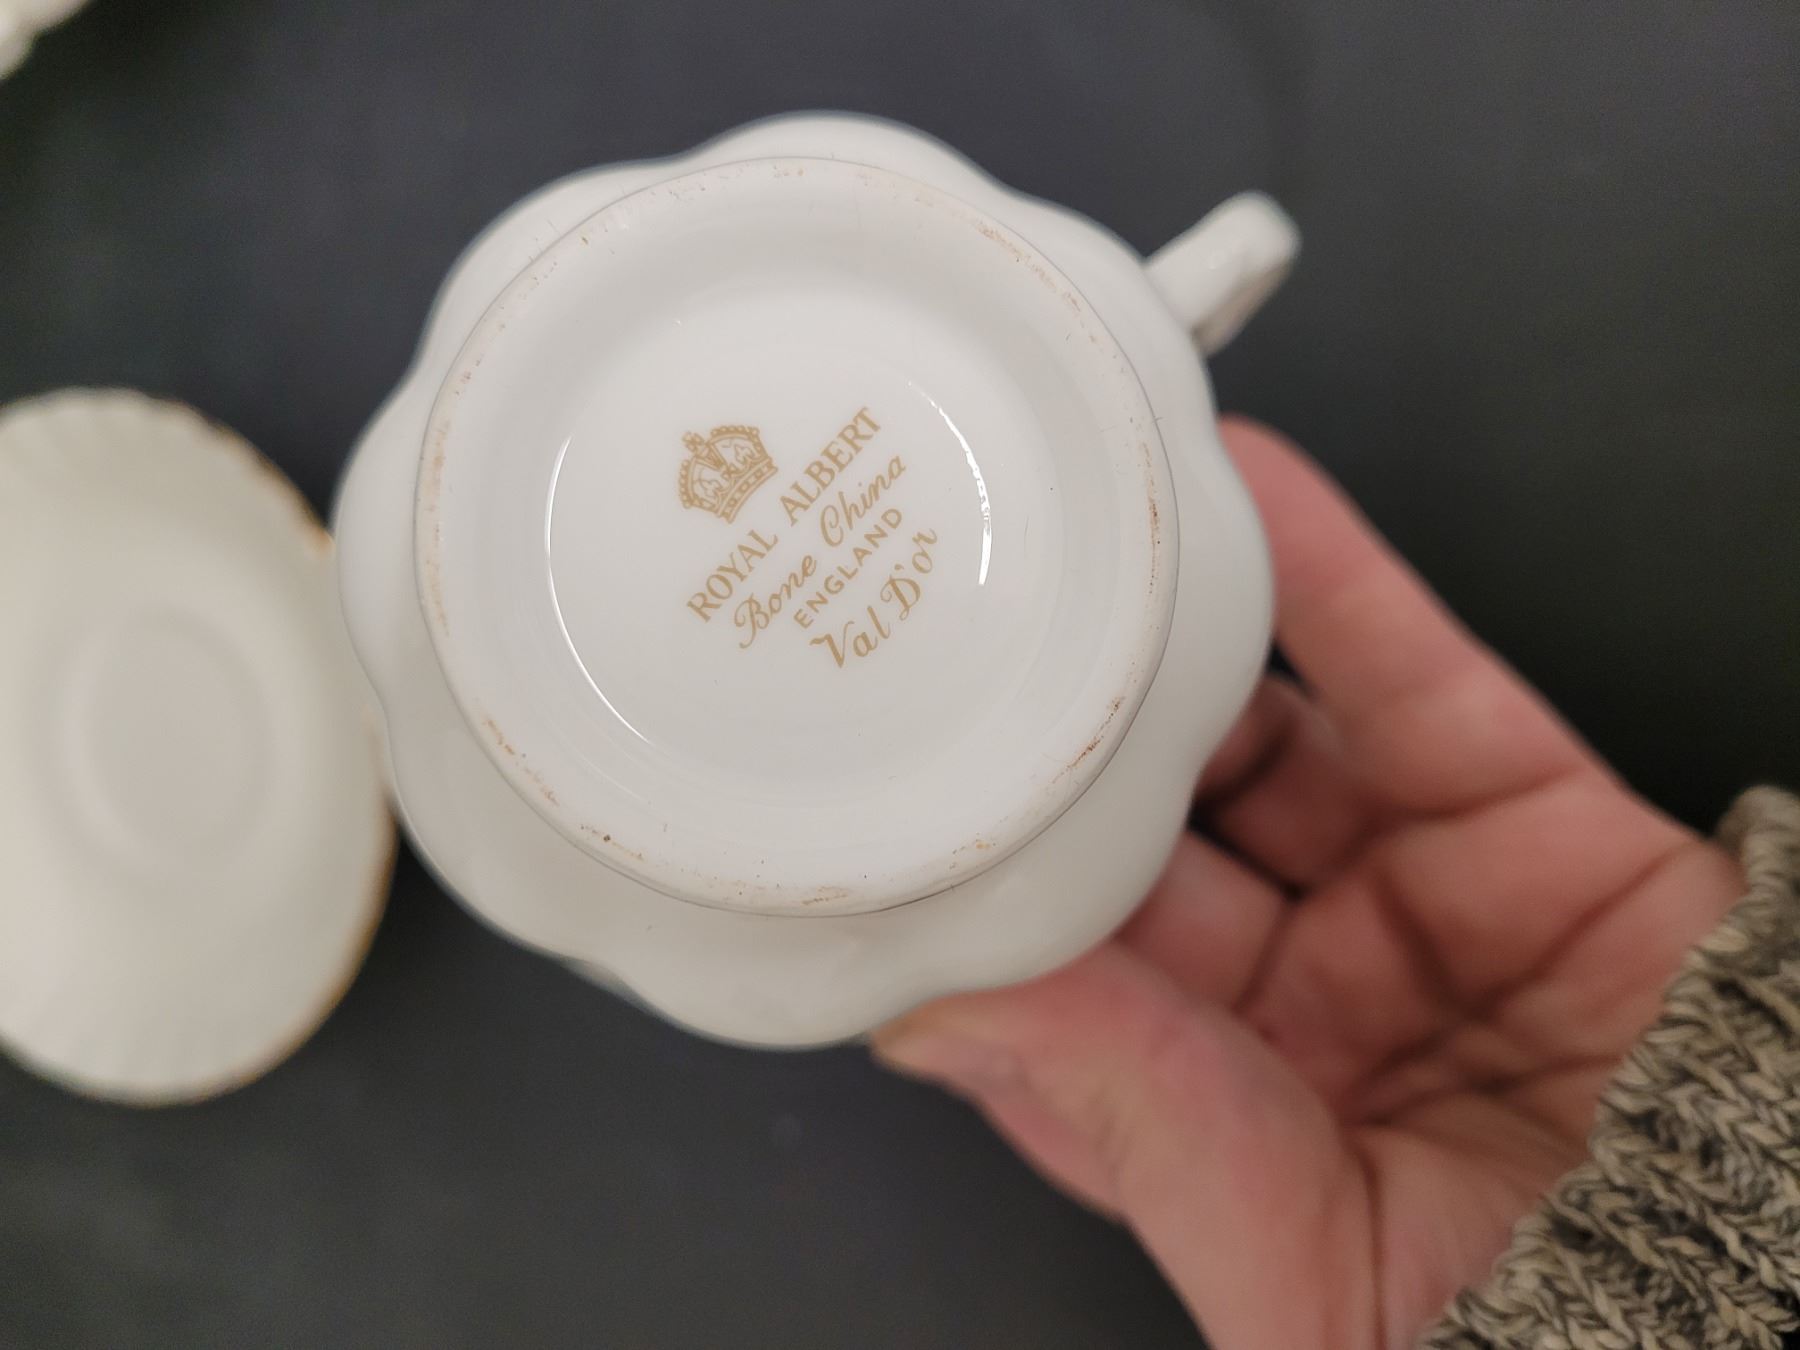 ROYAL ALBERT
Bone China
ENGLAND
Val D'or